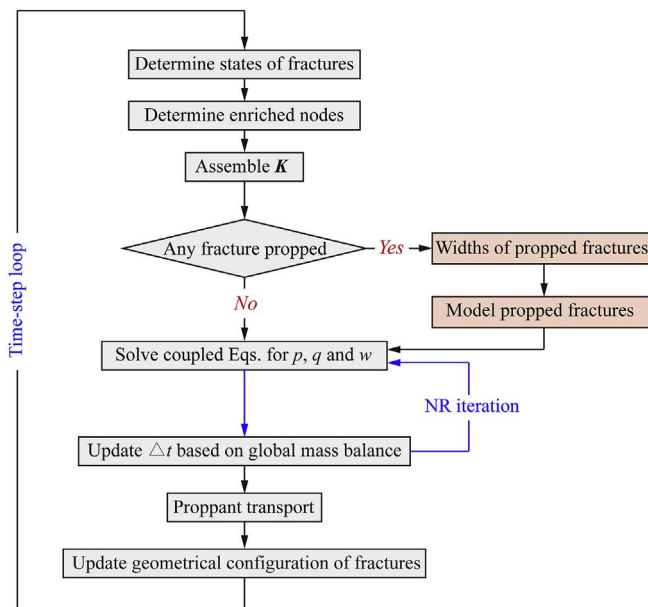 Time-step loop
Determine states of fractures
Determine enriched nodes
Assemble K
Any fracture propped
Yes
Widths of propped fractures
No
Model propped fractures
Solve coupled Eqs. for p, q and w
NR iteration
Update △t based on global mass balance
Proppant transport
Update geometrical configuration of fractures